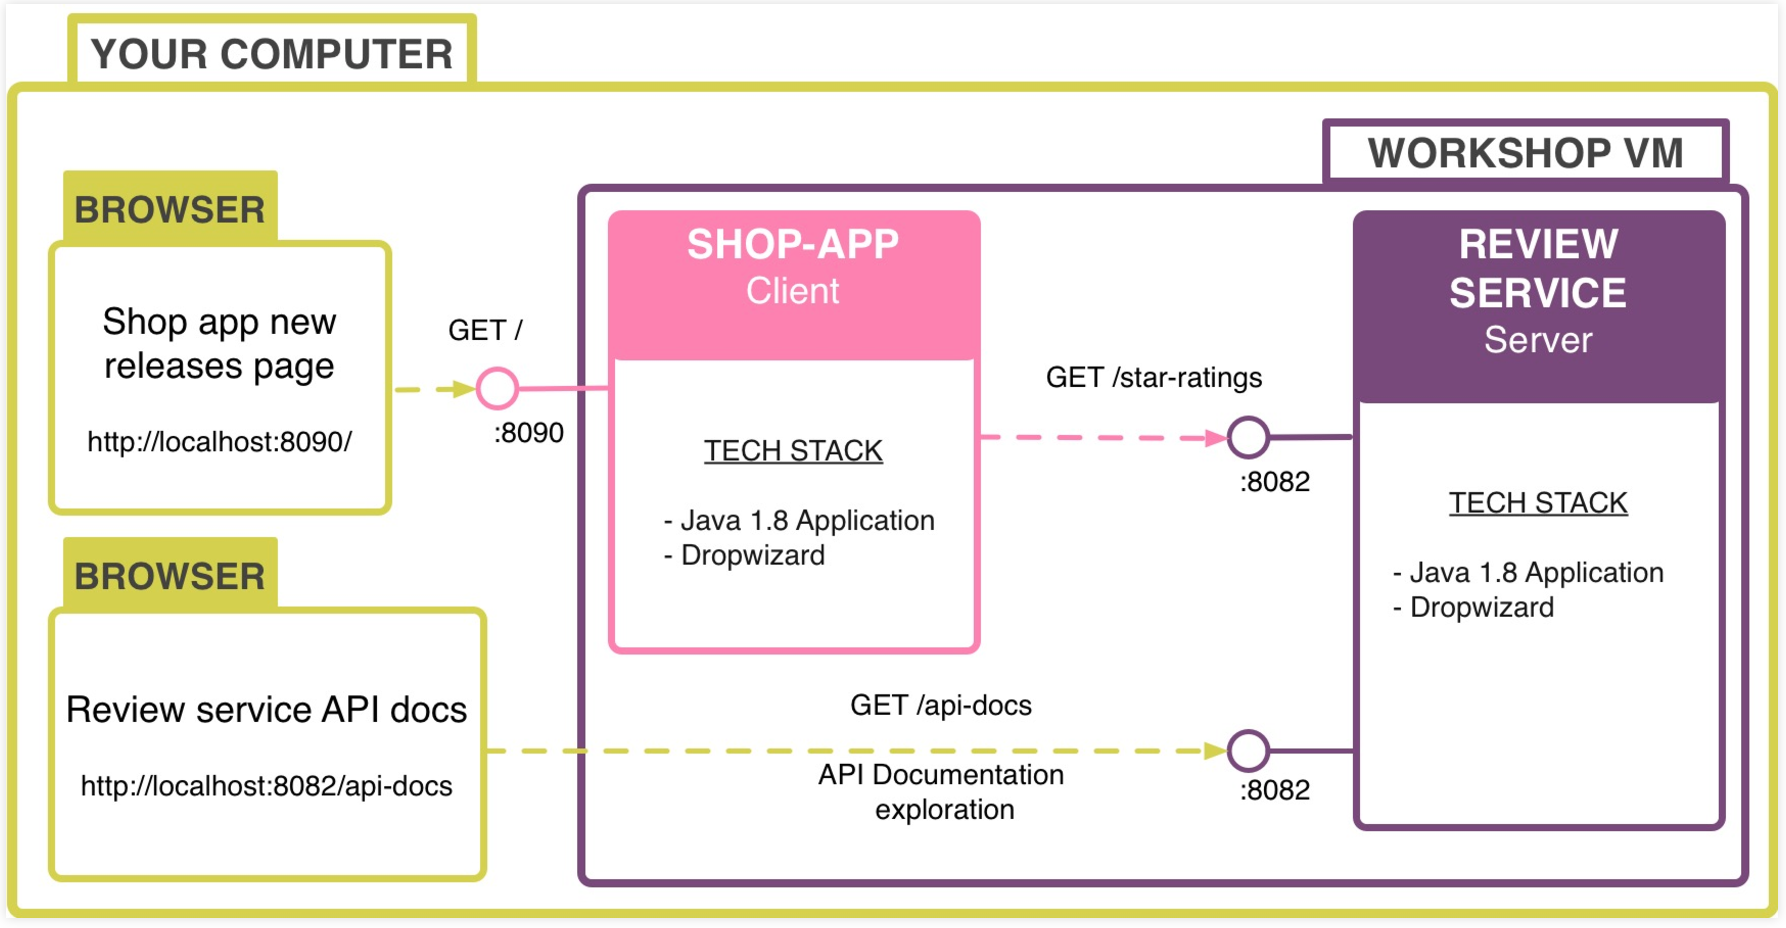 YOUR COMPUTER
WORKSHOP VM
BROWSER
Shop app new
releases page
http://localhost:8090/
GET /
:8090
SHOP-APP
Client
TECH STACK
- Java 1.8 Application
- Dropwizard
GET /star-ratings
:8082
REVIEW
SERVICE
Server
TECH STACK
- Java 1.8 Application
- Dropwizard
BROWSER
Review service API docs
http://localhost:8082/api-docs
GET /api-docs
API Documentation
exploration
:8082